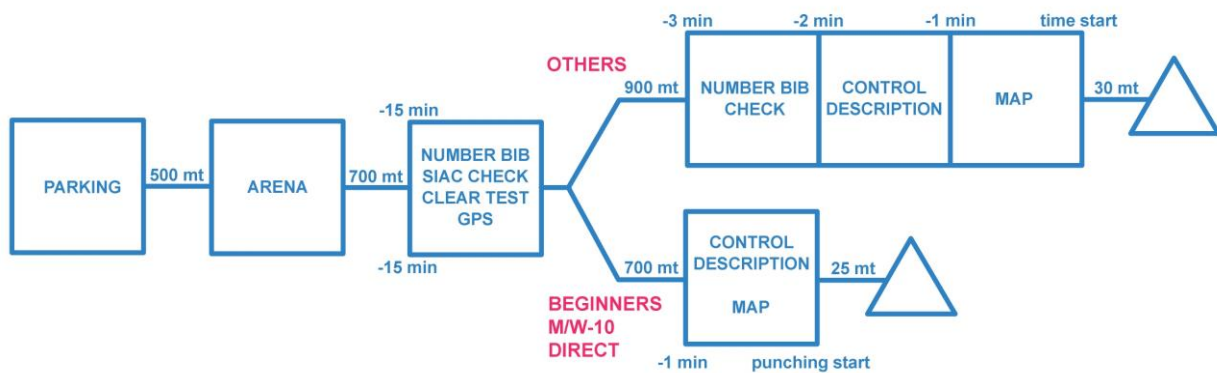 PARKING
500 mt
ARENA
700 mt
-15 min
NUMBER BIB
SIAC CHECK
CLEAR TEST
GPS
-15 min
OTHERS
900 mt
-3 min
-2 min
-1 min
time start
NUMBER BIB
CHECK
CONTROL
DESCRIPTION
MAP
30 mt
BEGINNERS
M/W-10
DIRECT
700 mt
CONTROL
DESCRIPTION
MAP
25 mt
-1 min
punching start